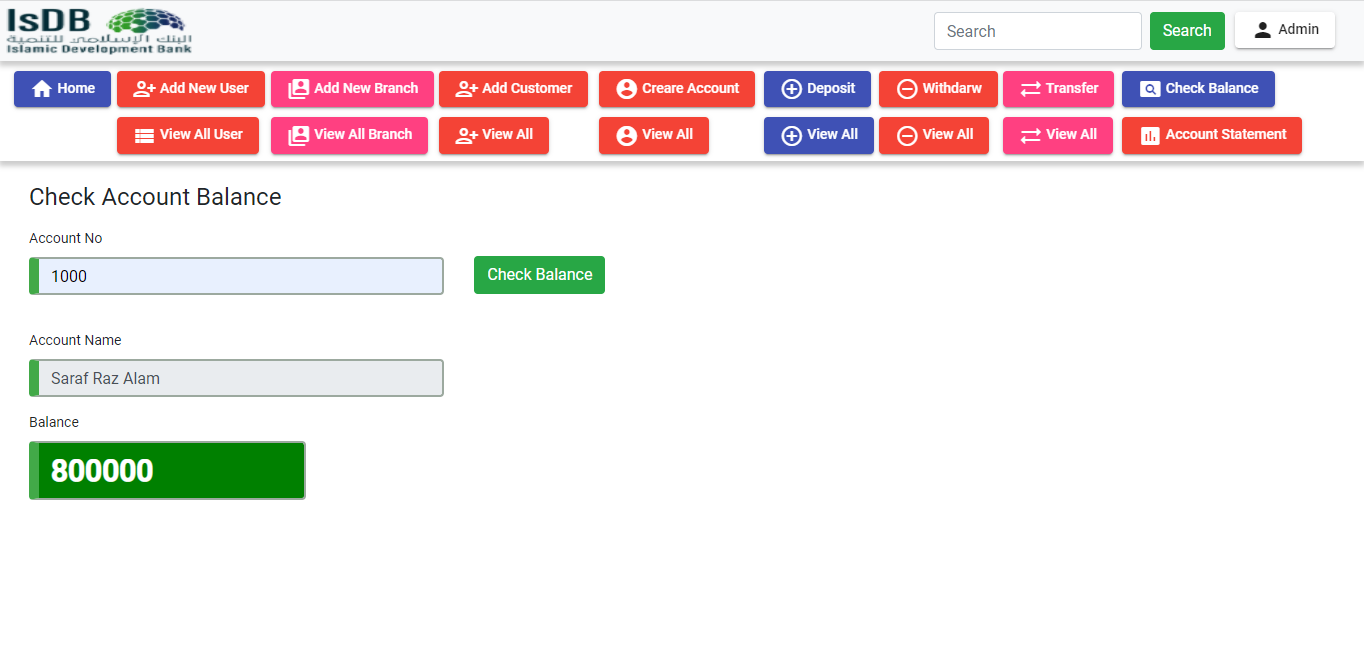 IsDB
البنك الإسلامي للتنمية
Islamic Development Bank
Search
Search
Admin
Home
Add New User
Add New Branch
Add Customer
Creare Account
Deposit
Withdarw
Transfer
Check Balance
View All User
View All Branch
View All
View All
View All
View All
View All
Account Statement
Check Account Balance
Account No
1000
Check Balance
Account Name
Saraf Raz Alam
Balance
800000